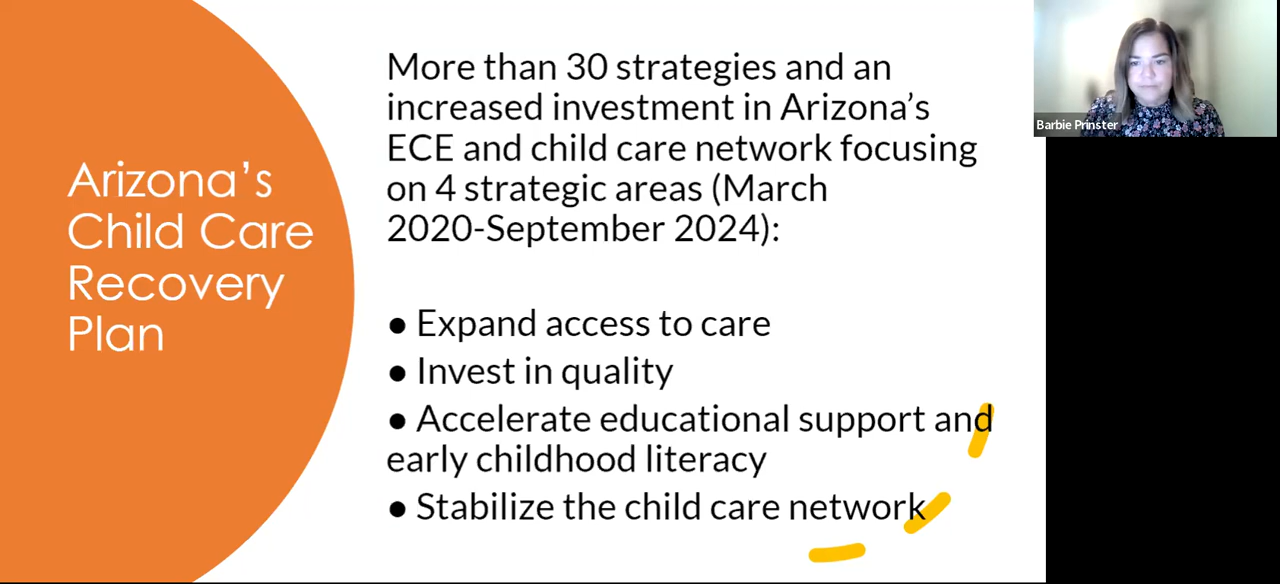 Arizona’s
Child Care
Recovery
Plan
More than 30 strategies and an
increased investment in Arizona’s
ECE and child care network focusing
on 4 strategic areas (March
2020-September 2024):
● Expand access to care
● Invest in quality
● Accelerate educational support and
early childhood literacy
● Stabilize the child care network
Barbie Prinster